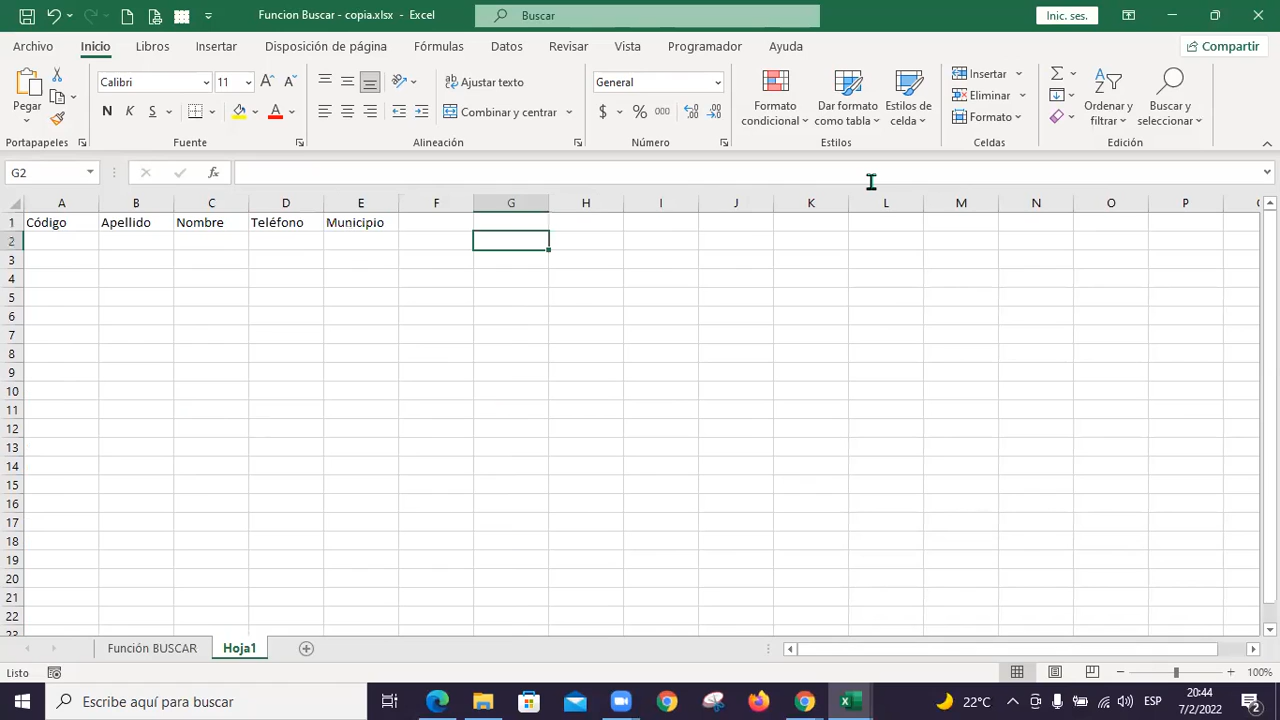 Funcion Buscar - copia.xlsx - Excel
Buscar
Inic. ses.
Archivo Inicio Libros Insertar Disposición de página Fórmulas Datos Revisar Vista Programador Ayuda Compartir
Pegar
Calibri 11
N K S
Ajustar texto
Combinar y centrar
General
$ % 000
Formato condicional
Dar formato como tabla
Estilos de celda
Insertar
Eliminar
Formato
Ordenar y filtrar
Buscar y seleccionar
Portapapeles Fuente Alineación Número Estilos Celdas Edición
G2 fx
A B C D E F G H I J K L M N O P
1 Código Apellido Nombre Teléfono Municipio
2
3
4
5
6
7
8
9
10
11
12
13
14
15
16
17
18
19
20
21
22
23
Función BUSCAR Hoja1
Listo 100%
Escribe aquí para buscar
22°C ESP
20:44
7/2/2022
2